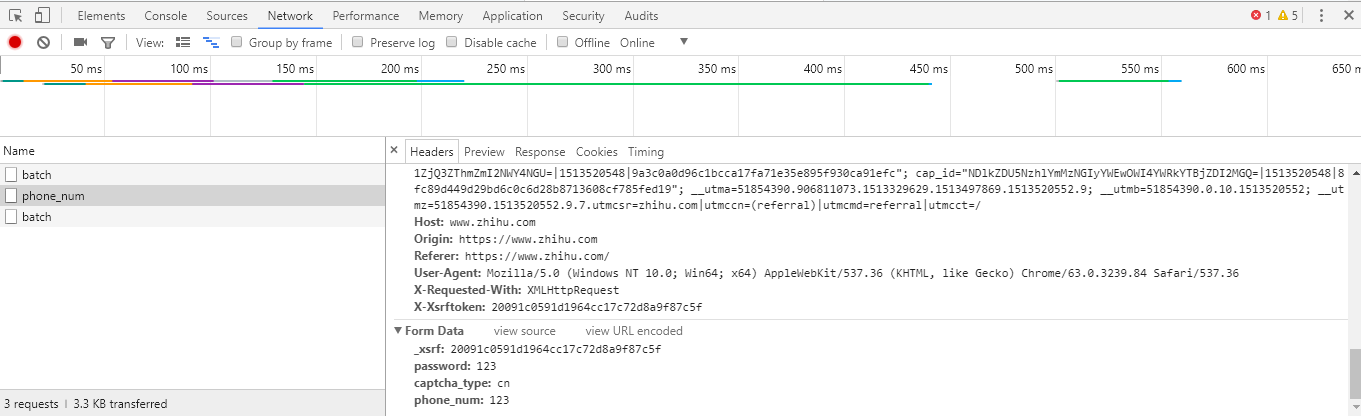 Elements Console Sources Network Performance Memory Application Security Audits 1 5
View: Group by frame Preserve log Disable cache Offline Online
50 ms 100 ms 150 ms 200 ms 250 ms 300 ms 350 ms 400 ms 450 ms 500 ms 550 ms 600 ms 650 m
Name
batch
phone_num
batch
3 requests | 3.3 KB transferred
× Headers Preview Response Cookies Timing
1ZjQ3ZThmZmI2NWY4NGU=|1513520548|9a3c0a0d96c1bcca17fa71e35e895f930ca91efc"; cap_id="NDlkZDU5NzhlYmMzNGIyYWEwOWI4YWRkYTBjZDI2MGQ=|1513520548|8
fc89d449d29bd6c0c6d28b8713608cf785fed19"; __utma=51854390.906811073.1513329629.1513497869.1513520552.9; __utmb=51854390.0.10.1513520552; __ut
mz=51854390.1513520552.9.7.utmcsr=zhihu.com|utmccn=(referral)|utmcmd=referral|utmcct=/
Host: www.zhihu.com
Origin: https://www.zhihu.com
Referer: https://www.zhihu.com/
User-Agent: Mozilla/5.0 (Windows NT 10.0; Win64; x64) AppleWebKit/537.36 (KHTML, like Gecko) Chrome/63.0.3239.84 Safari/537.36
X-Requested-With: XMLHttpRequest
X-Xsrftoken: 20091c0591d1964cc17c72d8a9f87c5f
Form Data view source view URL encoded
_xsrf: 20091c0591d1964cc17c72d8a9f87c5f
password: 123
captcha_type: cn
phone_num: 123